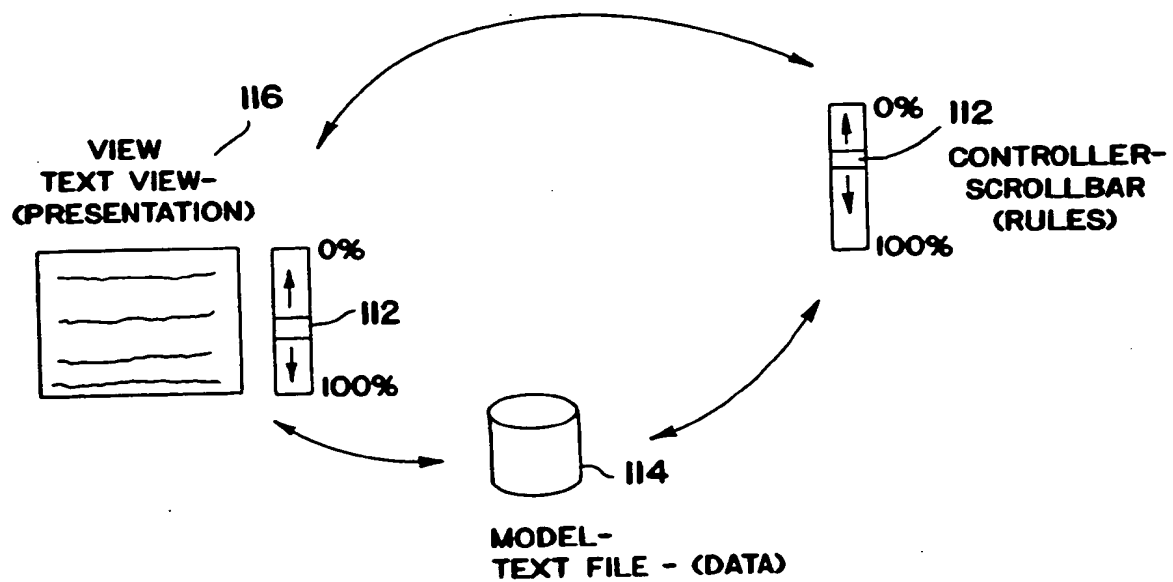 116
VIEW
TEXT VIEW-
(PRESENTATION)
0%
112
100%
0%
112
CONTROLLER-
SCROLLBAR
(RULES)
100%
114
MODEL-
TEXT FILE - (DATA)